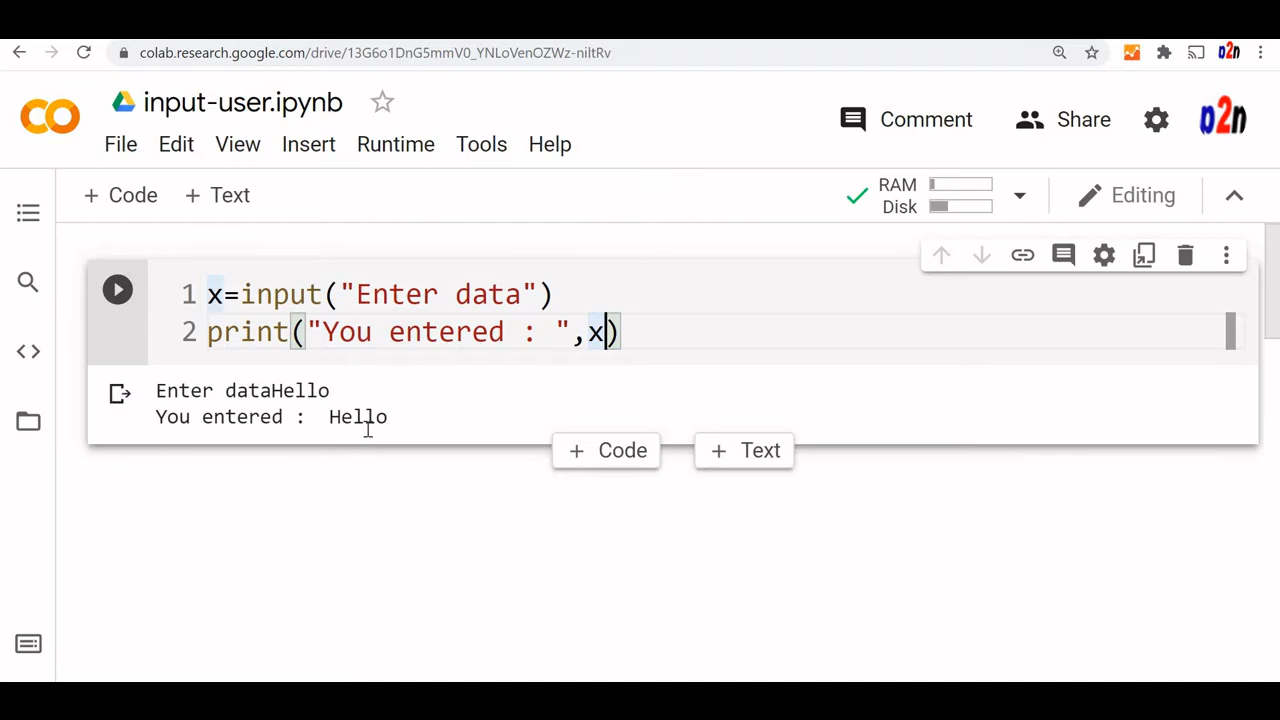 colab.research.google.com/drive/13G6o1DnG5mmV0_YNLoVenOZWz-niltRv
input-user.ipynb
Comment
Share
p2n
File Edit View Insert Runtime Tools Help
+ Code + Text
RAM
Disk
Editing
1 x=input("Enter data")
2 print("You entered : ",x)
Enter dataHello
You entered :  Hello
+ Code + Text